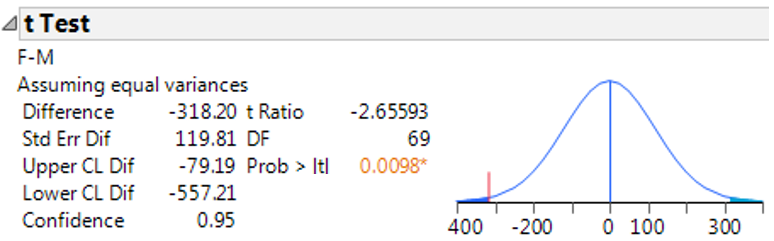 t Test
F-M
Assuming equal variances
Difference -318.20 t Ratio -2.65593
Std Err Dif 119.81 DF 69
Upper CL Dif -79.19 Prob > ItI 0.0098*
Lower CL Dif -557.21
Confidence 0.95
400 -200 0 100 300